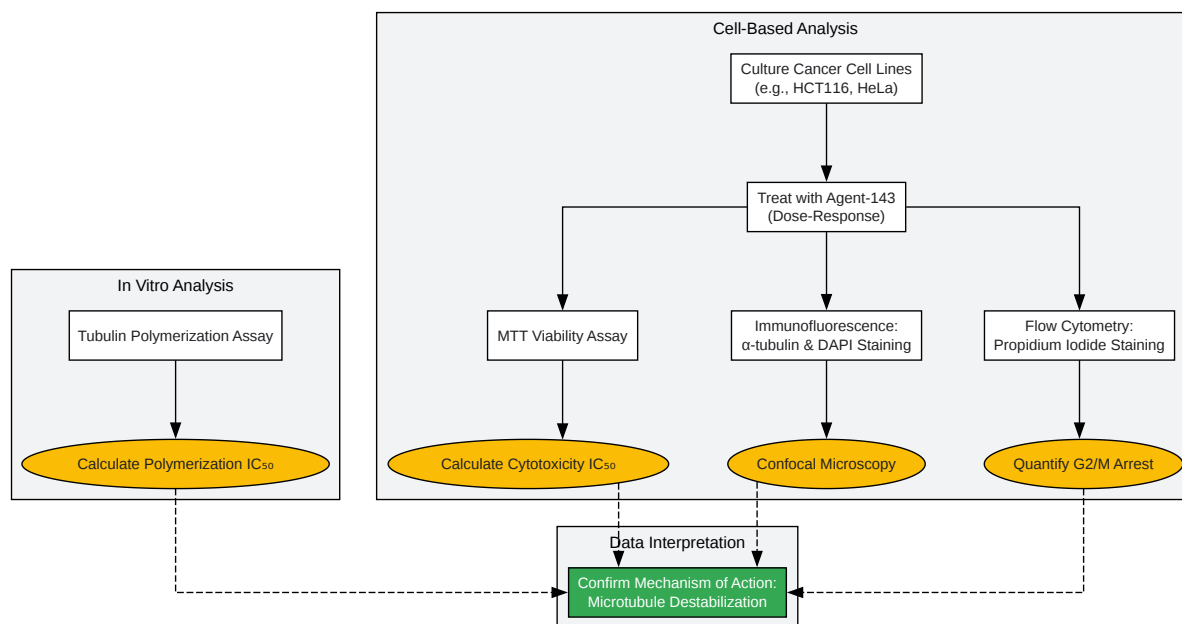 Cell-Based Analysis
Culture Cancer Cell Lines
(e.g., HCT116, HeLa)
Treat with Agent-143
(Dose-Response)
In Vitro Analysis
Tubulin Polymerization Assay
MTT Viability Assay
Immunofluorescence:
α-tubulin & DAPI Staining
Flow Cytometry:
Propidium Iodide Staining
Calculate Polymerization IC₅₀
Calculate Cytotoxicity IC₅₀
Confocal Microscopy
Quantify G2/M Arrest
Data Interpretation
Confirm Mechanism of Action:
Microtubule Destabilization